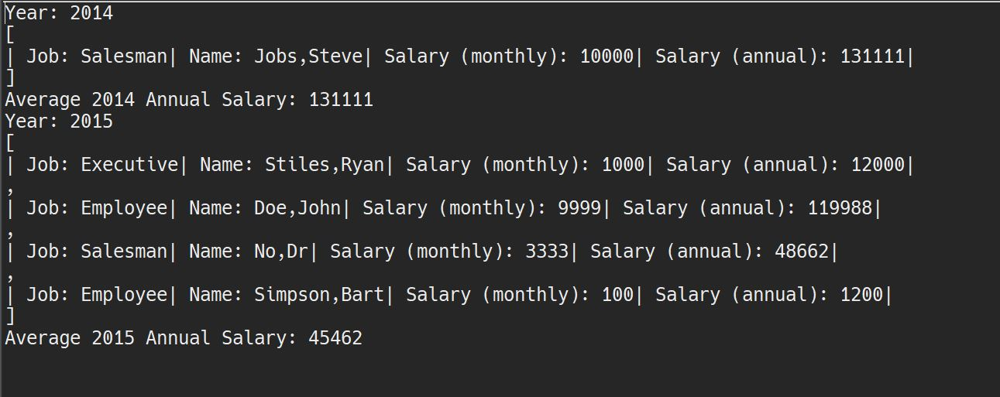 Year: 2014
[
| Job: Salesman| Name: Jobs,Steve| Salary (monthly): 10000| Salary (annual): 131111|
]
Average 2014 Annual Salary: 131111
Year: 2015
[
| Job: Executive| Name: Stiles,Ryan| Salary (monthly): 1000| Salary (annual): 12000|
,
| Job: Employee| Name: Doe,John| Salary (monthly): 9999| Salary (annual): 119988|
,
| Job: Salesman| Name: No,Dr| Salary (monthly): 3333| Salary (annual): 48662|
,
| Job: Employee| Name: Simpson,Bart| Salary (monthly): 100| Salary (annual): 1200|
]
Average 2015 Annual Salary: 45462